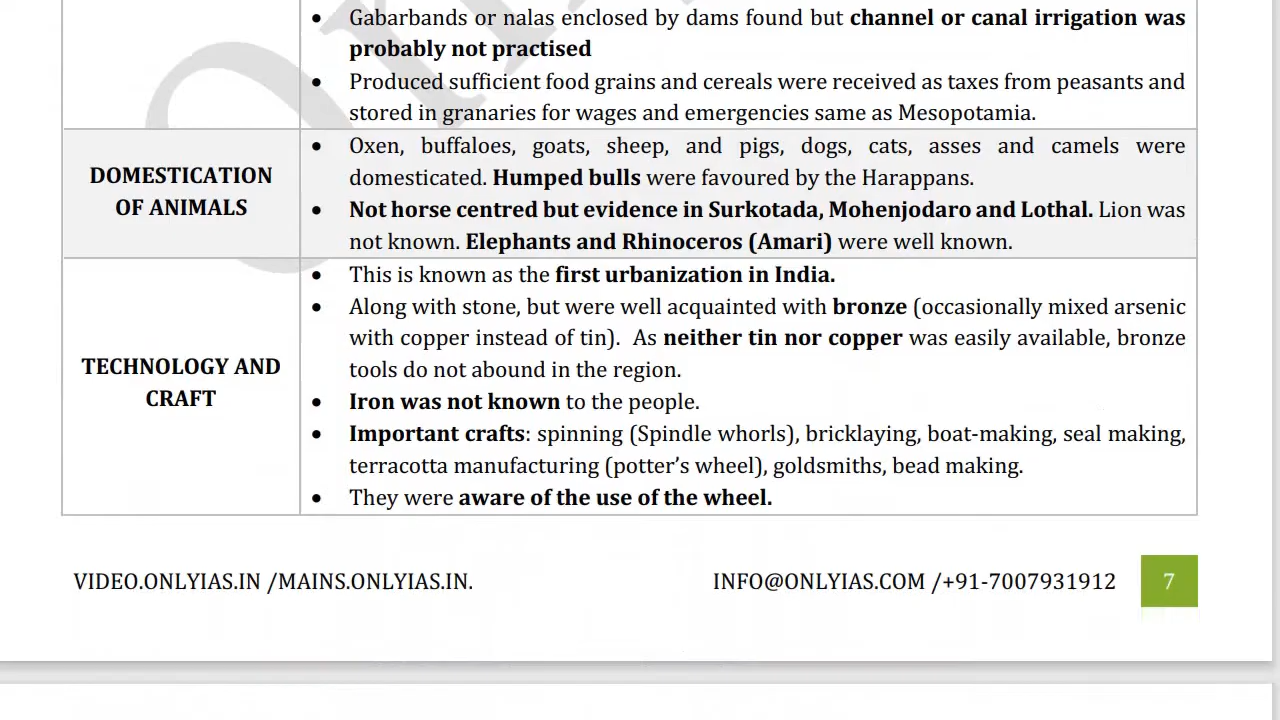 • Gabarbands or nalas enclosed by dams found but channel or canal irrigation was
probably not practised
• Produced sufficient food grains and cereals were received as taxes from peasants and
stored in granaries for wages and emergencies same as Mesopotamia.
DOMESTICATION
OF ANIMALS
• Oxen, buffaloes, goats, sheep, and pigs, dogs, cats, asses and camels were
domesticated. Humped bulls were favoured by the Harappans.
• Not horse centred but evidence in Surkotada, Mohenjodaro and Lothal. Lion was
not known. Elephants and Rhinoceros (Amari) were well known.
TECHNOLOGY AND
CRAFT
• This is known as the first urbanization in India.
• Along with stone, but were well acquainted with bronze (occasionally mixed arsenic
with copper instead of tin). As neither tin nor copper was easily available, bronze
tools do not abound in the region.
• Iron was not known to the people.
• Important crafts: spinning (Spindle whorls), bricklaying, boat-making, seal making,
terracotta manufacturing (potter’s wheel), goldsmiths, bead making.
• They were aware of the use of the wheel.
VIDEO.ONLYIAS.IN /MAINS.ONLYIAS.IN.
INFO@ONLYIAS.COM /+91-7007931912
7